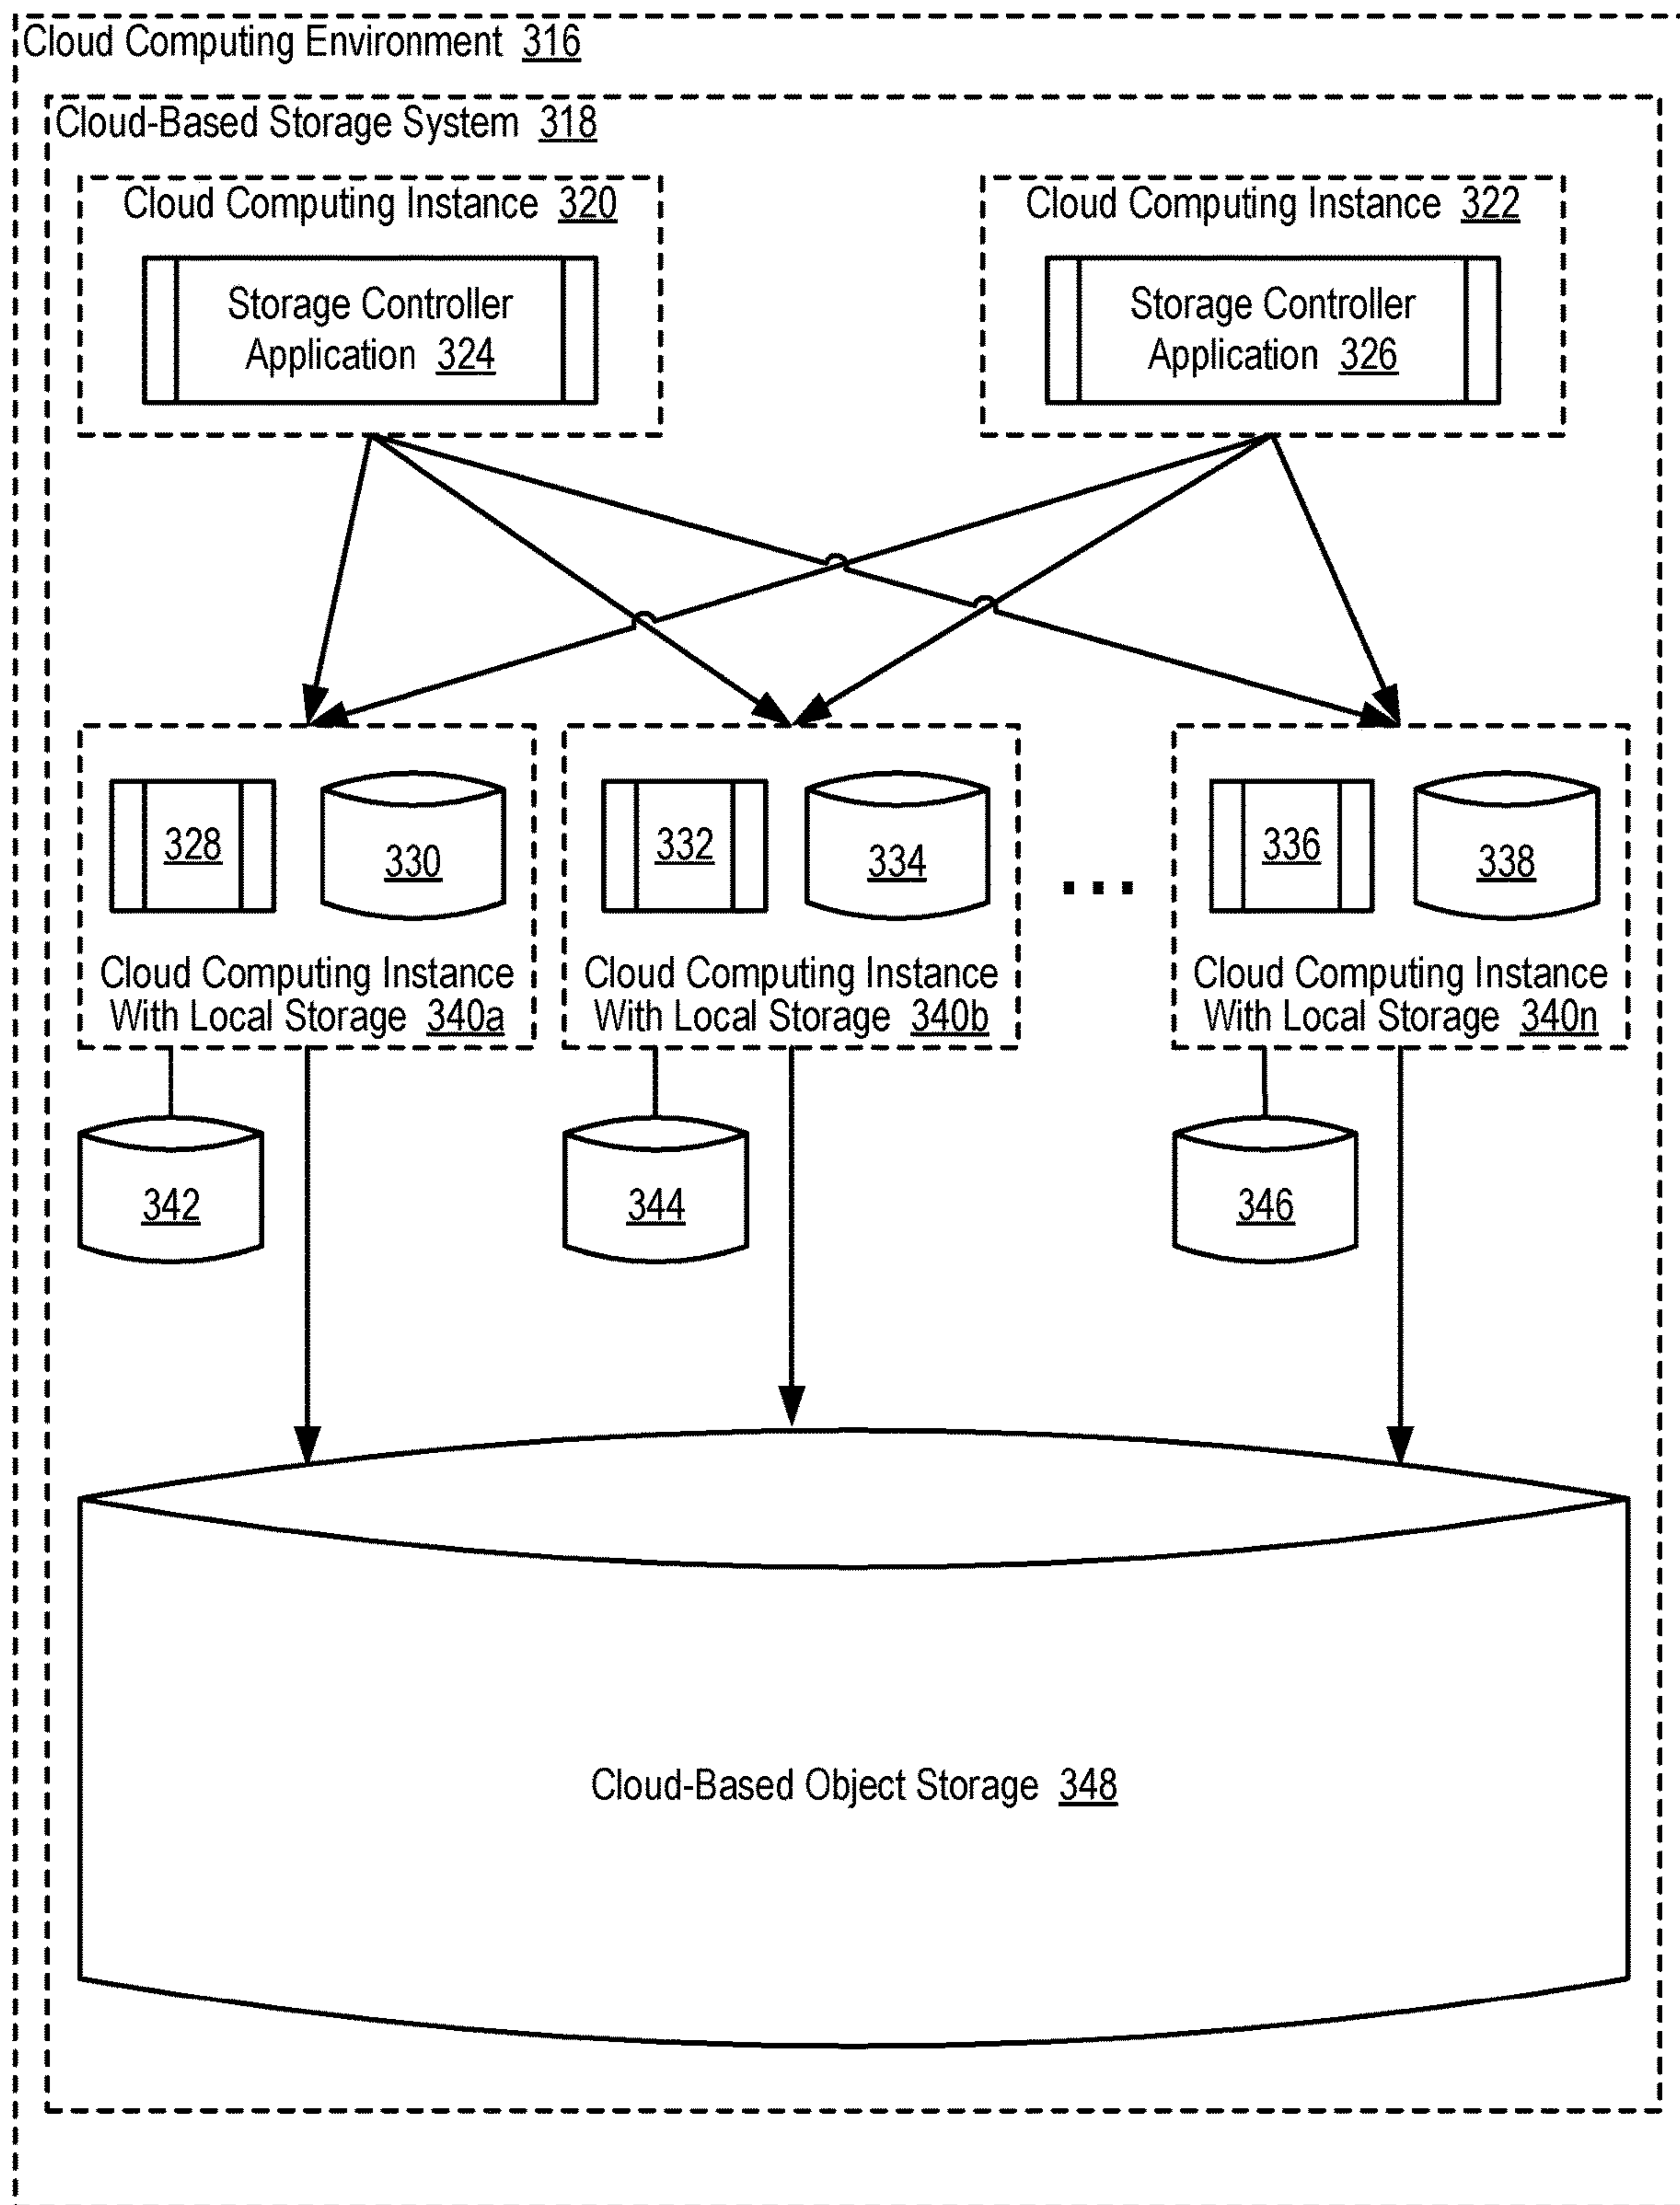 Cloud Computing Environment 316
Cloud-Based Storage System 318
Cloud Computing Instance 320
Storage Controller
Application 324
Cloud Computing Instance 322
Storage Controller
Application 326
328
330
Cloud Computing Instance
With Local Storage 340a
332
334
Cloud Computing Instance
With Local Storage 340b
...
336
338
Cloud Computing Instance
With Local Storage 340n
342
344
346
Cloud-Based Object Storage 348